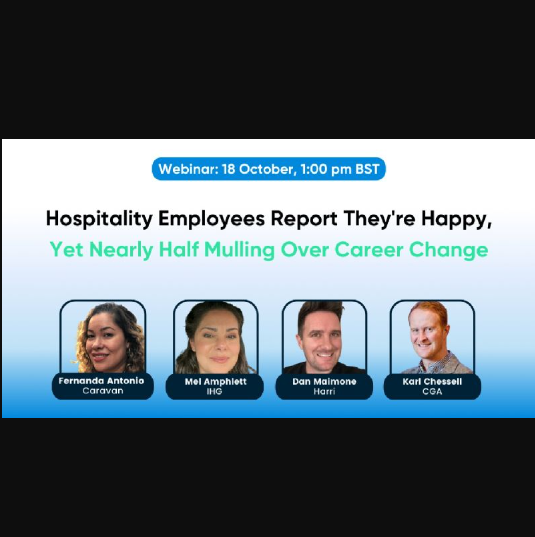 Webinar: 18 October, 1:00 pm BST
Hospitality Employees Report They're Happy,
Yet Nearly Half Mulling Over Career Change
Fernanda Antonio
Caravan
Mel Amphlett
IHG
Dan Maimone
Harri
Karl Chessell
CGA